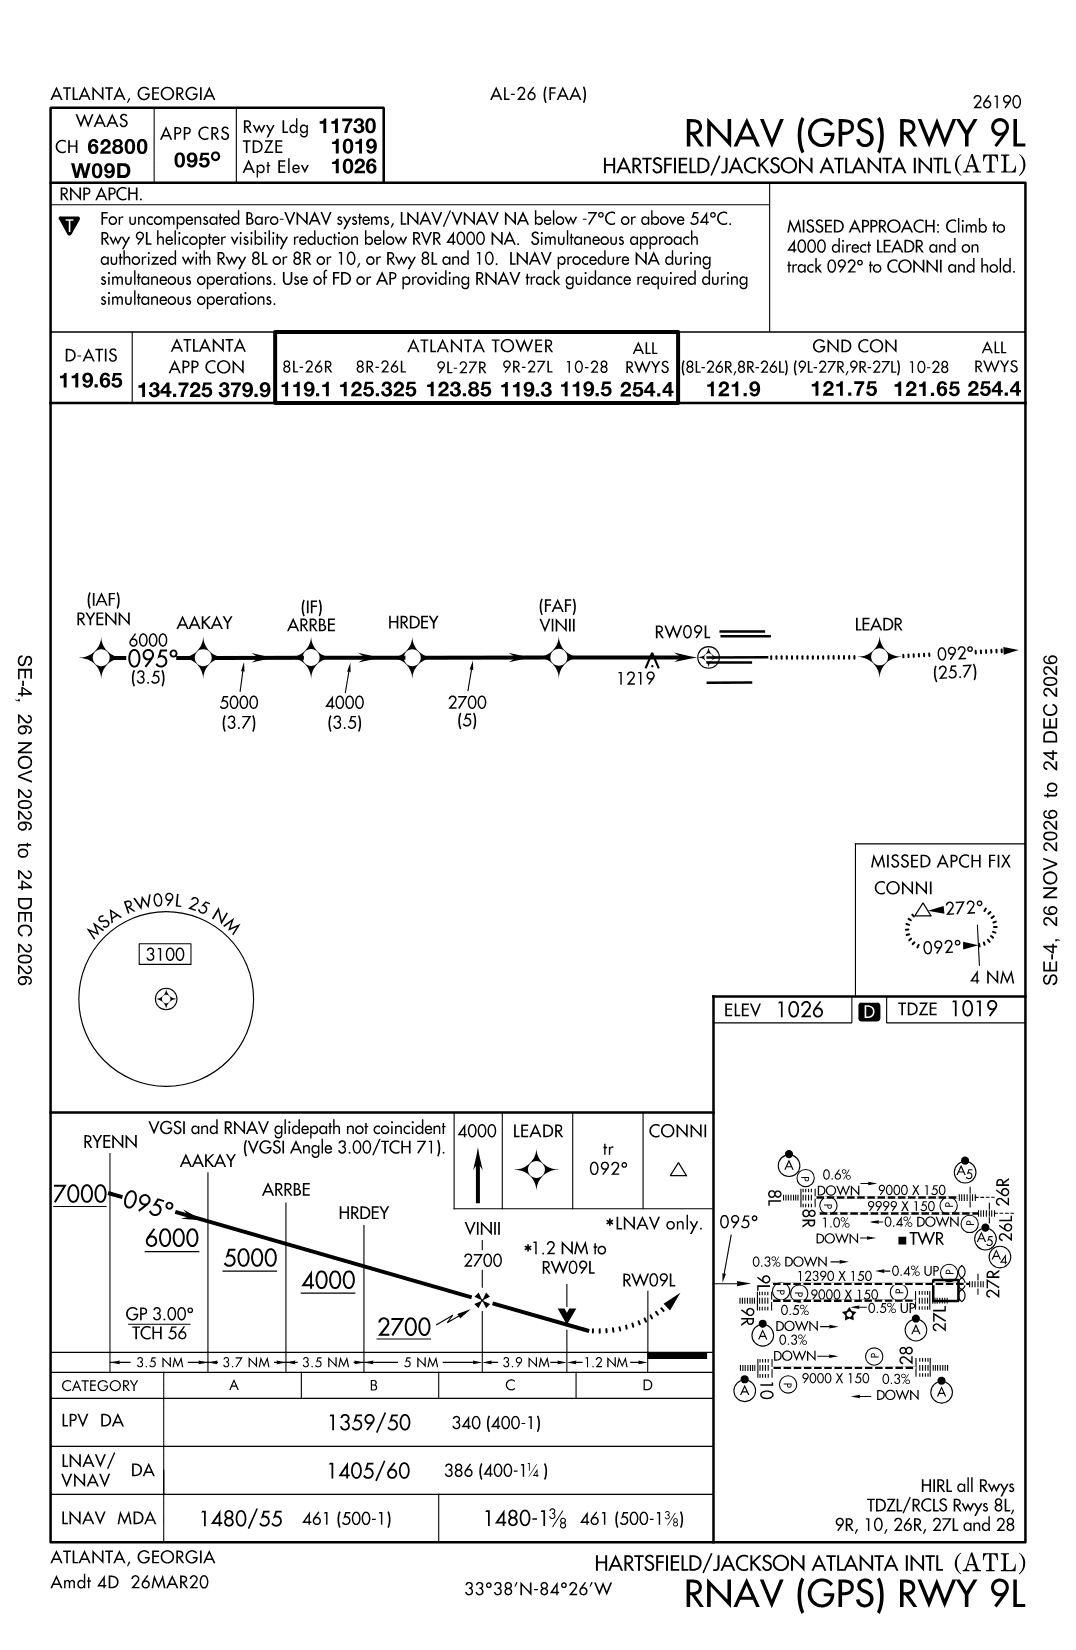 ATLANTA, GEORGIA
AL-26 (FAA)
26190
WAAS
CH 62800
W09D
APP CRS
095°
Rwy Ldg 11730
TDZE 1019
Apt Elev 1026
RNAV (GPS) RWY 9L
HARTSFIELD/JACKSON ATLANTA INTL (ATL)
RNP APCH.
T
For uncompensated Baro-VNAV systems, LNAV/VNAV NA below -7°C or above 54°C.
Rwy 9L helicopter visibility reduction below RVR 4000 NA. Simultaneous approach
authorized with Rwy 8L or 8R or 10, or Rwy 8L and 10. LNAV procedure NA during
simultaneous operations. Use of FD or AP providing RNAV track guidance required during
simultaneous operations.
MISSED APPROACH: Climb to
4000 direct LEADR and on
track 092° to CONNI and hold.
D-ATIS
119.65
ATLANTA
APP CON
134.725 379.9
ATLANTA TOWER
8L-26R 8R-26L 9L-27R 9R-27L 10-28
ALL
RWYS
119.1 125.325 123.85 119.3 119.5 254.4
GND CON
(8L-26R,8R-26L) (9L-27R,9R-27L) 10-28
ALL
RWYS
121.9 121.75 121.65 254.4
(IAF)
RYENN
6000
095°
(3.5)
AAKAY
5000
(3.7)
(IF)
ARRBE
4000
(3.5)
HRDEY
2700
(5)
(FAF)
VINII
1219
RW09L
LEADR
092°
(25.7)
SE-4, 26 NOV 2026 to 24 DEC 2026
SE-4, 26 NOV 2026 to 24 DEC 2026
MSA RW09L 25 NM
3100
MISSED APCH FIX
CONNI
272°
092°
4 NM
ELEV 1026
D
TDZE 1019
VGSI and RNAV glidepath not coincident
(VGSI Angle 3.00/TCH 71).
RYENN
AAKAY
ARRBE
HRDEY
VINII
2700
7000
095°
6000
5000
4000
2700
GP 3.00°
TCH 56
4000
LEADR
tr
092°
CONNI
*LNAV only.
*1.2 NM to
RW09L
RW09L
3.5 NM
3.7 NM
3.5 NM
5 NM
3.9 NM
1.2 NM
CATEGORY A B C D
LPV DA 1359/50 340 (400-1)
LNAV/
VNAV DA 1405/60 386 (400-1¼)
LNAV MDA 1480/55 461 (500-1) 1480-1⅜ 461 (500-1⅜)
A
P
A5
0.6%
DOWN
9000 X 150
8L
26R
P
9999 X 150
P
8R
1.0%
DOWN
0.4% DOWN
P
26L
A5
TWR
A4
095°
0.3% DOWN
0.4% UP
P
9L
12390 X 150
27R
P
P
9000 X 150
P
9R
0.5%
DOWN
0.5% UP
27L
A
A
0.3%
DOWN
P
28
10
P
9000 X 150
0.3%
DOWN
A
A
HIRL all Rwys
TDZL/RCLS Rwys 8L,
9R, 10, 26R, 27L and 28
ATLANTA, GEORGIA
Amdt 4D 26MAR20
33°38'N-84°26'W
HARTSFIELD/JACKSON ATLANTA INTL (ATL)
RNAV (GPS) RWY 9L